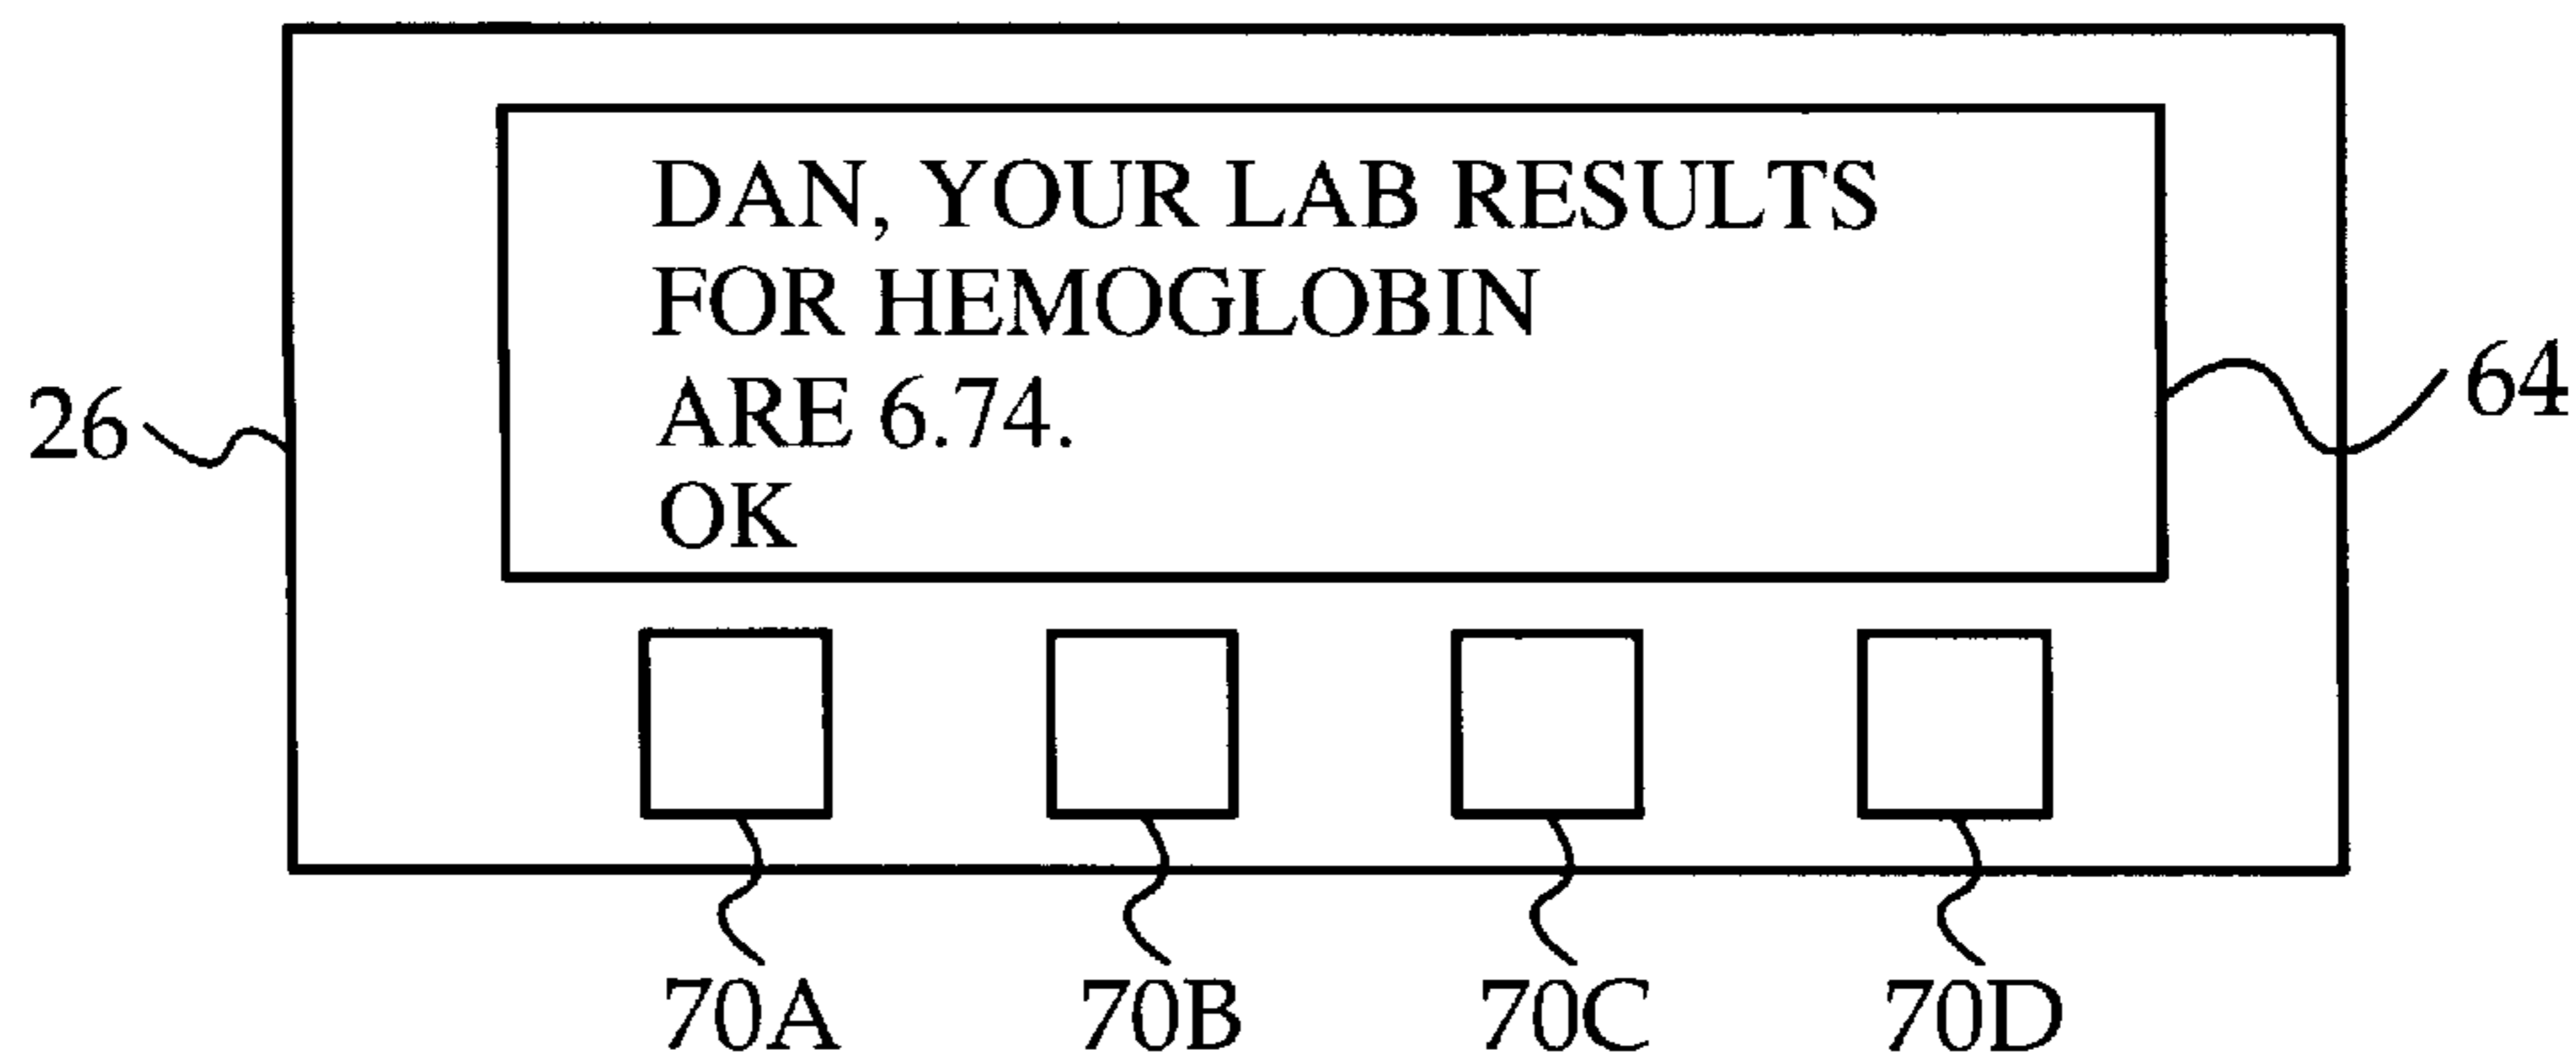 DAN, YOUR LAB RESULTS
FOR HEMOGLOBIN
ARE 6.74.
OK
26
64
70A 70B 70C 70D